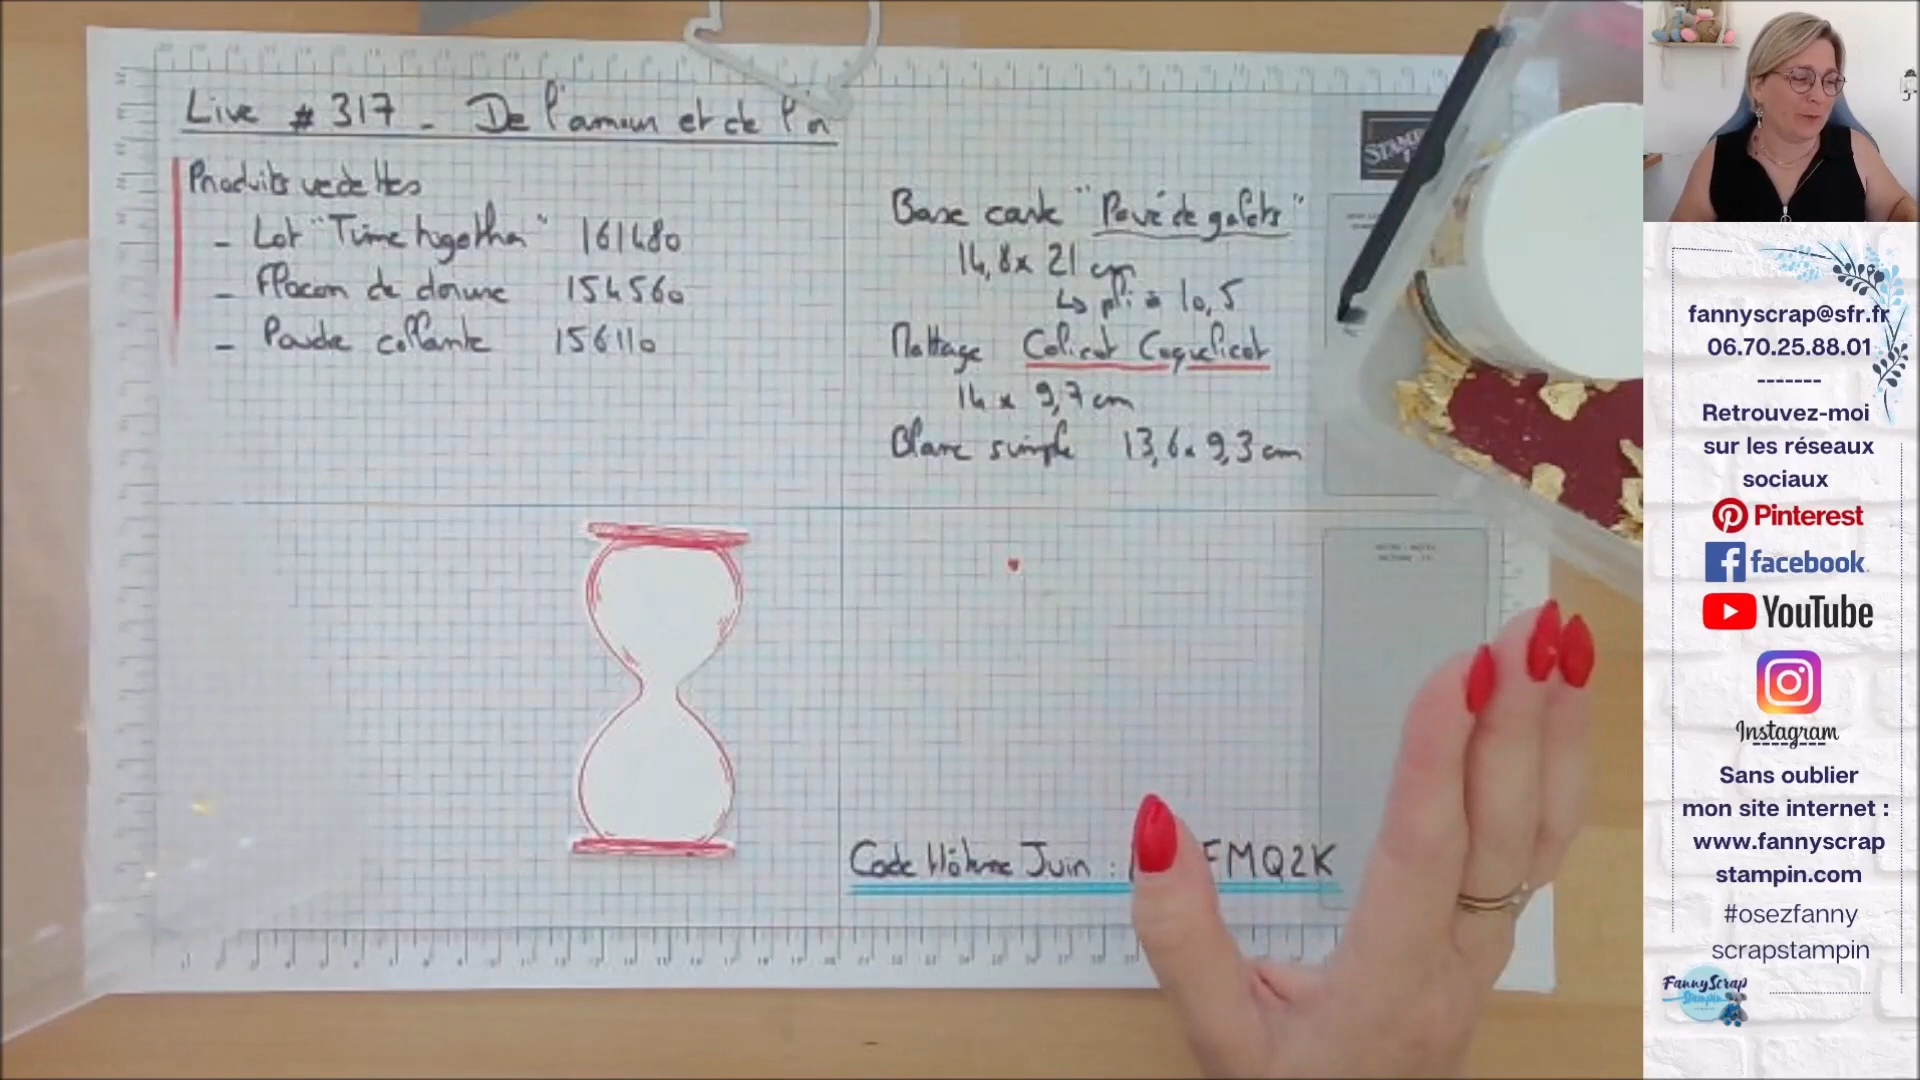 Live # 317 - De l'amour et de l'or
Produits vedettes
- Lot "Time together" 161480
- Flocon de dorure 154560
- Poudre collante 156110
Base carte "Pavé de galets"
14,8 x 21 cm
↳ pli à 10,5
Mattage Calicot Coquelicot
14 x 9,7 cm
Blanc simple 13,6 x 9,3 cm
Code Hôtesse Juin : FMQ2K
STAMP
fannyscrap@sfr.fr
06.70.25.88.01
-------
Retrouvez-moi
sur les réseaux
sociaux
Pinterest
facebook
YouTube
Instagram
-------
Sans oublier
mon site internet :
www.fannyscrap
stampin.com
#osezfanny
scrapstampin
FannyScrap
Stampin